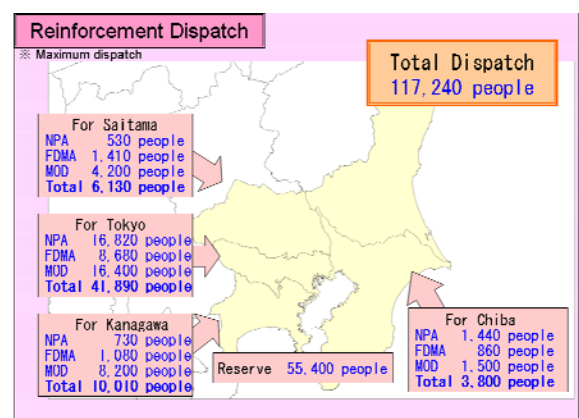 Reinforcement Dispatch
※ Maximum dispatch
Total Dispatch
117,240 people
For Saitama
NPA 530 people
FDMA 1,410 people
MOD 4,200 people
Total 6,130 people
For Tokyo
NPA 16,820 people
FDMA 8,680 people
MOD 16,400 people
Total 41,890 people
For Kanagawa
NPA 730 people
FDMA 1,080 people
MOD 8,200 people
Total 10,010 people
Reserve 55,400 people
For Chiba
NPA 1,440 people
FDMA 860 people
MOD 1,500 people
Total 3,800 people